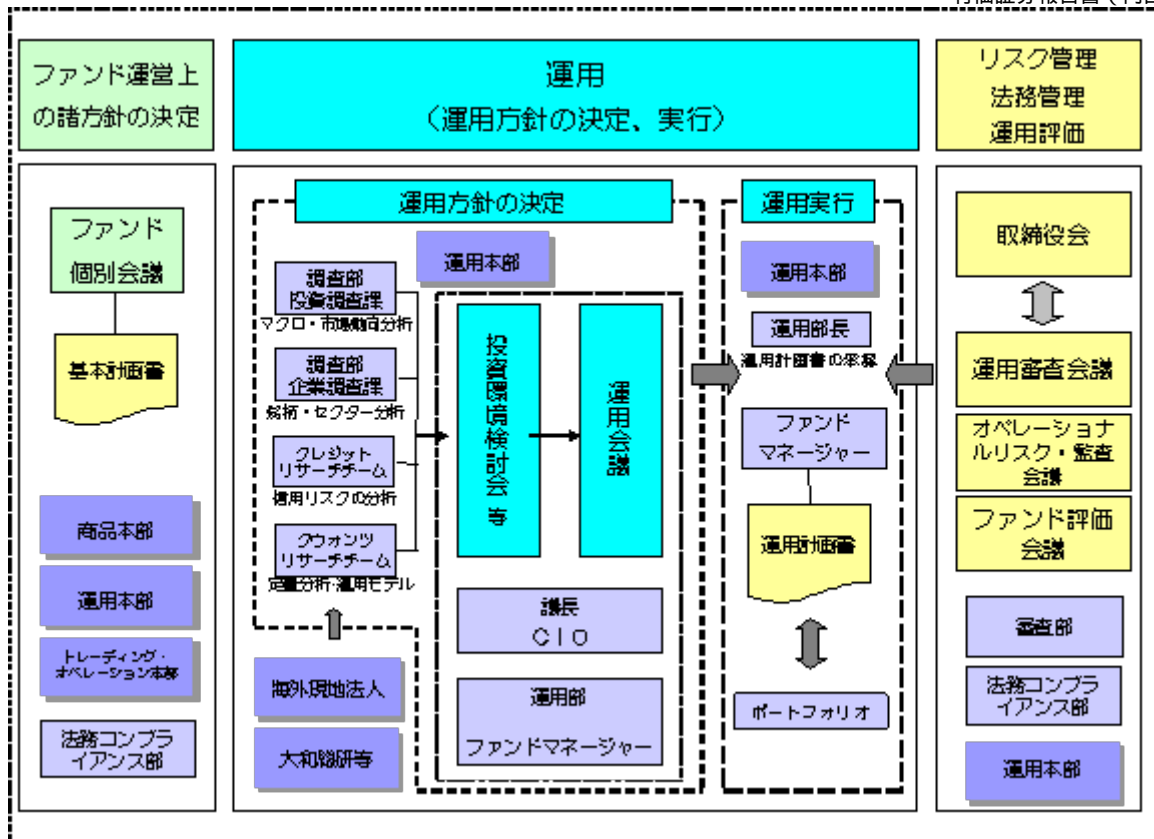 ファンド運営上
の諸方針の決定
運用
（運用方針の決定、実行）
リスク管理
法務管理
運用評価
ファンド
個別会議
基本計画書
商品本部
運用本部
トレーディング・
オペレーション本部
法務コンプラ
イアンス部
運用方針の決定
運用本部
調査部
投資調査課
マクロ・市場動向分析
調査部
企業調査課
銘柄・セクター分析
クレジット
リサーチチーム
信用リスクの分析
クウォンツ
リサーチチーム
定量分析・運用モデル
海外現地法人
大和総研等
投資環境検討会 等
運用会議
議長
ＣＩＯ
運用部
ファンドマネージャー
運用実行
運用本部
運用部長
運用計画書の承認
ファンド
マネージャー
運用計画書
ポートフォリオ
取締役会
運用審査会議
オペレーショナ
ルリスク・監査
会議
ファンド評価
会議
審査部
法務コンプラ
イアンス部
運用本部